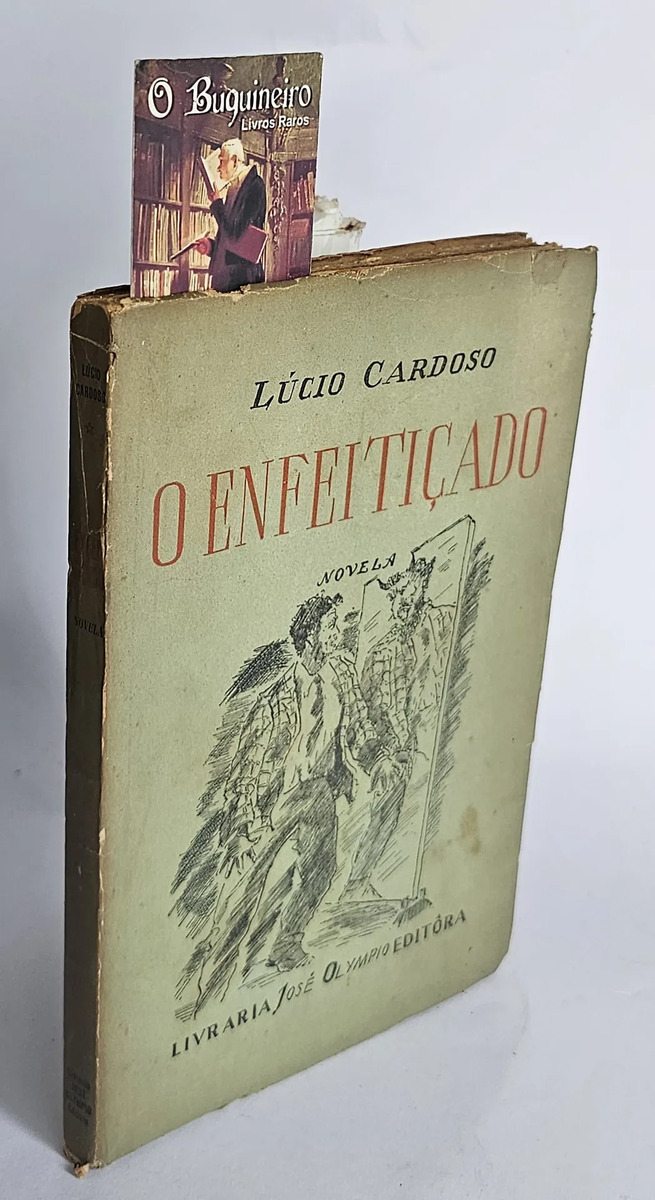 O Buquineiro
Livros Raros
LÚCIO CARDOSO
O ENFEITIÇADO
NOVELA
LIVRARIA JOSÉ OLYMPIO EDITÔRA
LÚCIO
CARDOSO
NOVELA